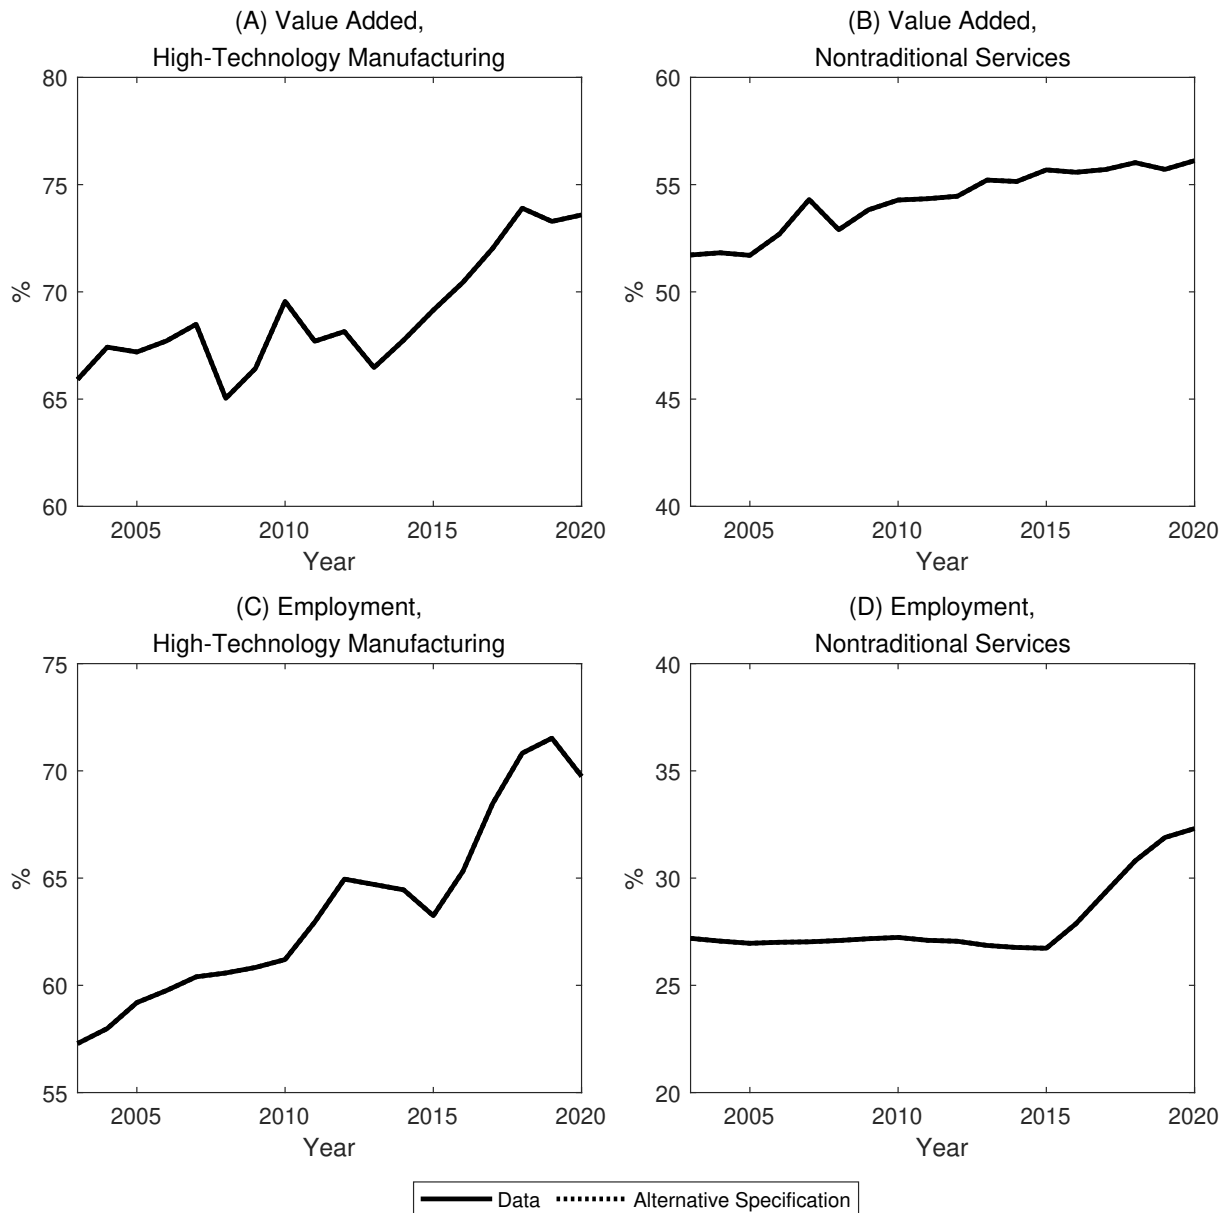 (A) Value Added,
High-Technology Manufacturing
80
75
70
65
60
%
2005 2010 2015 2020
Year
(B) Value Added,
Nontraditional Services
60
55
50
45
40
%
2005 2010 2015 2020
Year
(C) Employment,
High-Technology Manufacturing
75
70
65
60
55
%
2005 2010 2015 2020
Year
(D) Employment,
Nontraditional Services
40
35
30
25
20
%
2005 2010 2015 2020
Year
Data Alternative Specification